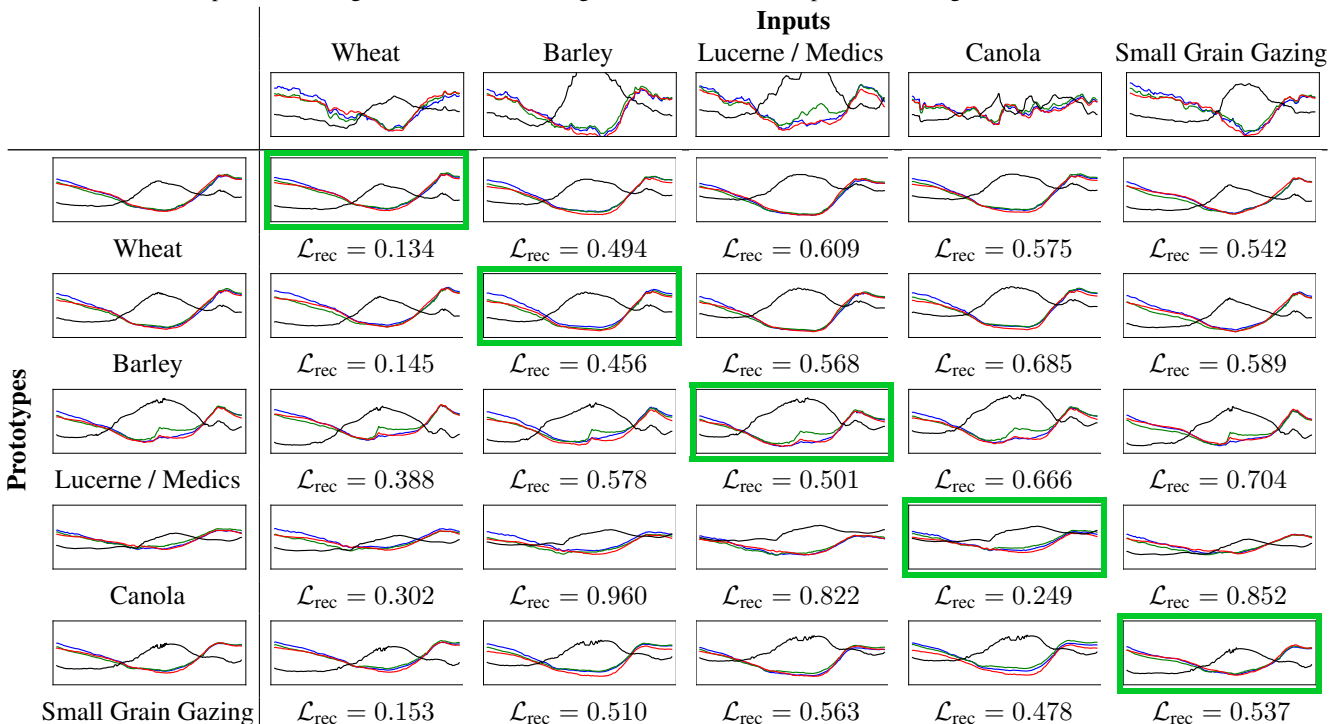 Inputs
Wheat Barley Lucerne / Medics Canola Small Grain Gazing
Prototypes
Wheat 𝓛rec = 0.134 𝓛rec = 0.494 𝓛rec = 0.609 𝓛rec = 0.575 𝓛rec = 0.542
Barley 𝓛rec = 0.145 𝓛rec = 0.456 𝓛rec = 0.568 𝓛rec = 0.685 𝓛rec = 0.589
Lucerne / Medics 𝓛rec = 0.388 𝓛rec = 0.578 𝓛rec = 0.501 𝓛rec = 0.666 𝓛rec = 0.704
Canola 𝓛rec = 0.302 𝓛rec = 0.960 𝓛rec = 0.822 𝓛rec = 0.249 𝓛rec = 0.852
Small Grain Gazing 𝓛rec = 0.153 𝓛rec = 0.510 𝓛rec = 0.563 𝓛rec = 0.478 𝓛rec = 0.537